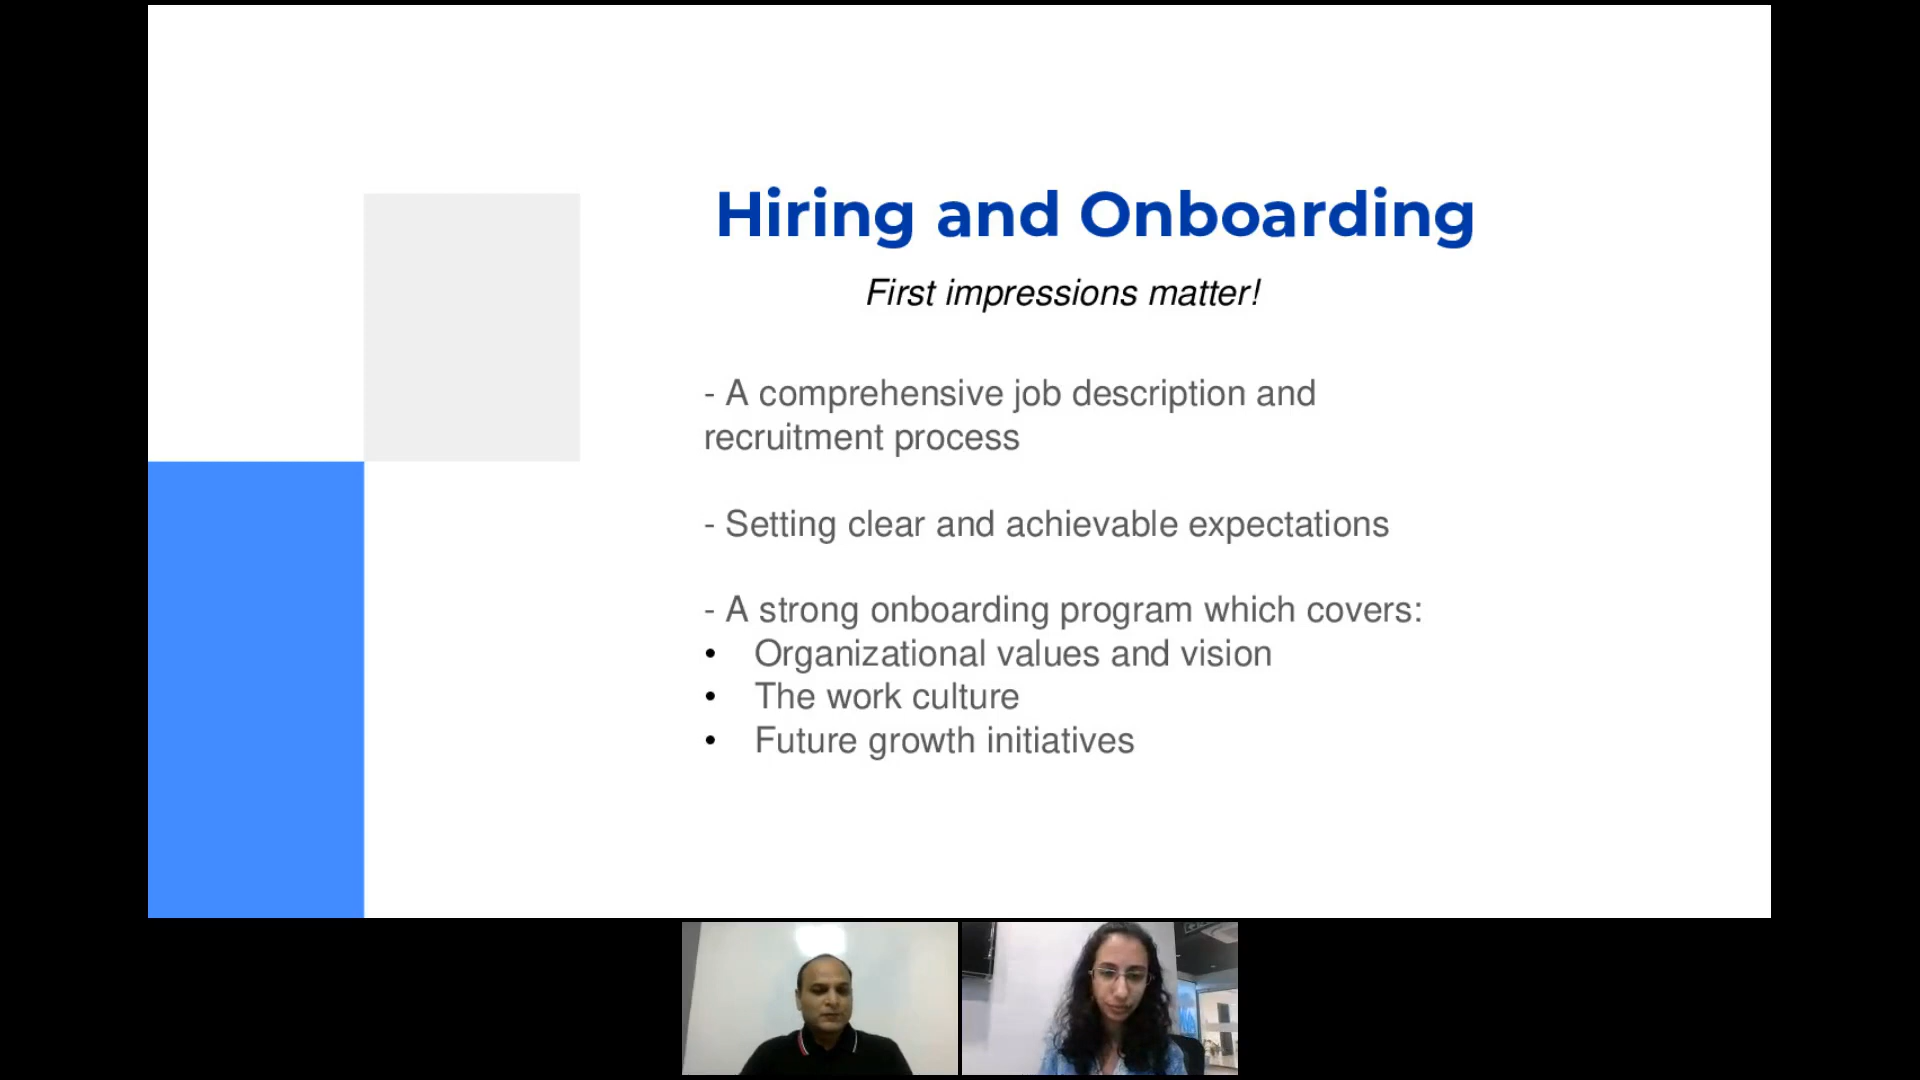 Hiring and Onboarding
First impressions matter!
- A comprehensive job description and
recruitment process
- Setting clear and achievable expectations
- A strong onboarding program which covers:
• Organizational values and vision
• The work culture
• Future growth initiatives